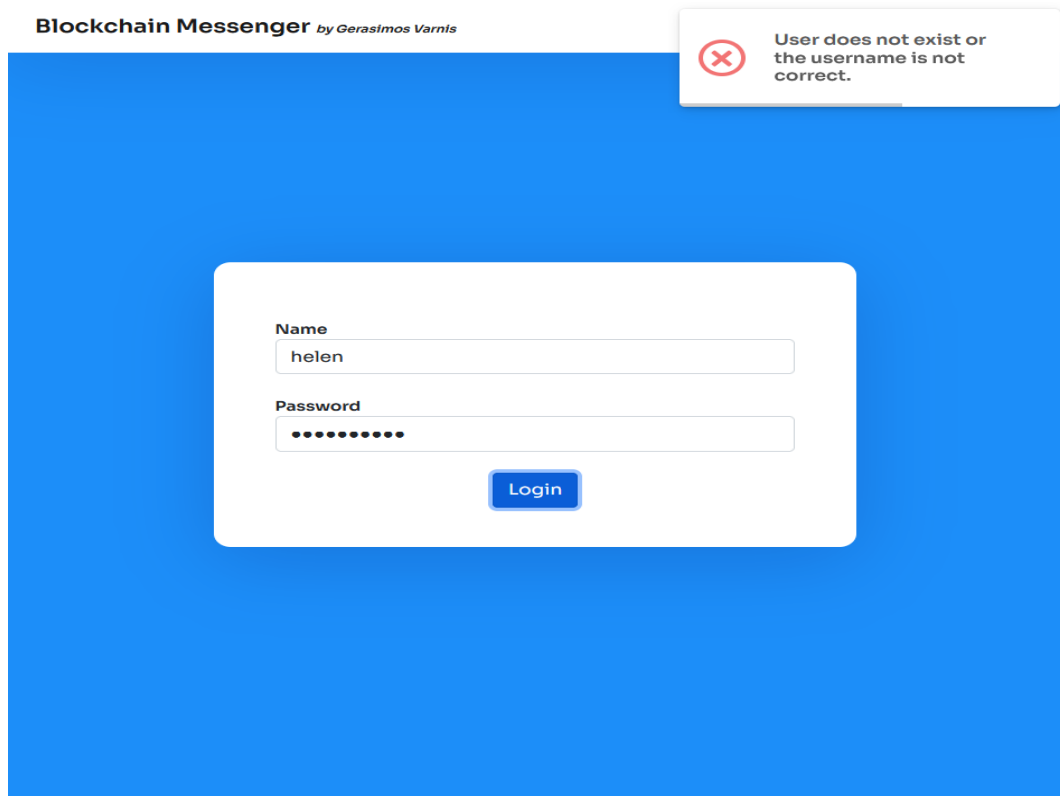 Blockchain Messenger by Gerasimos Varnis
User does not exist or
the username is not
correct.
Name
helen
Password
••••••••••
Login